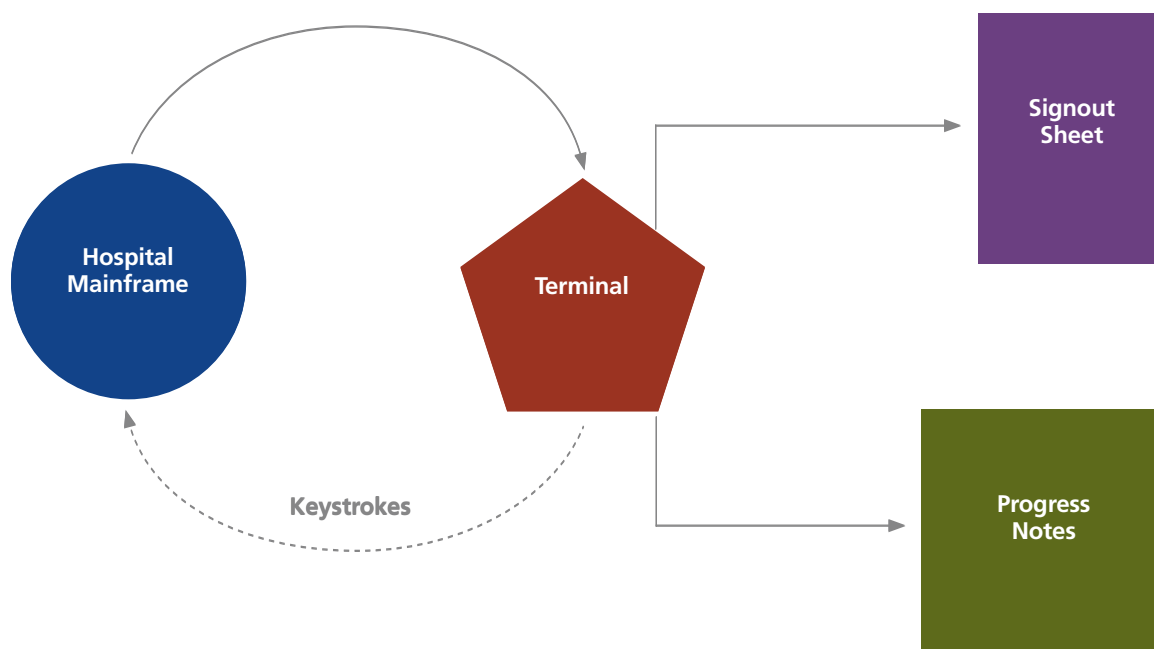 Signout
Sheet
Hospital
Mainframe
Terminal
Keystrokes
Progress
Notes